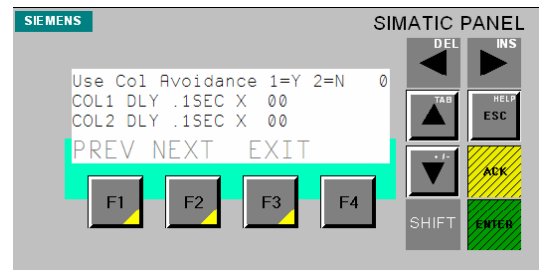 SIEMENS
SIMATIC PANEL
DEL
INS
Use Col Avoidance 1=Y 2=N 0
COL1 DLY .1SEC X 00
COL2 DLY .1SEC X 00
PREV NEXT EXIT
TAB
HELP
ESC
+/-
ACK
F1 F2 F3 F4
SHIFT
ENTER